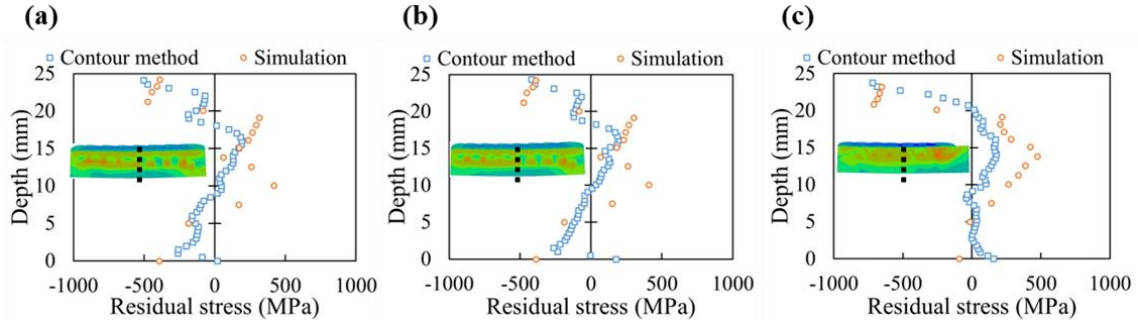 (a)
Contour method Simulation
25
20
15
10
5
0
Depth (mm)
-1000 -500 0 500 1000
Residual stress (MPa)
(b)
Contour method Simulation
25
20
15
10
5
0
Depth (mm)
-1000 -500 0 500 1000
Residual stress (MPa)
(c)
Contour method Simulation
25
20
15
10
5
0
Depth (mm)
-1000 -500 0 500 1000
Residual stress (MPa)